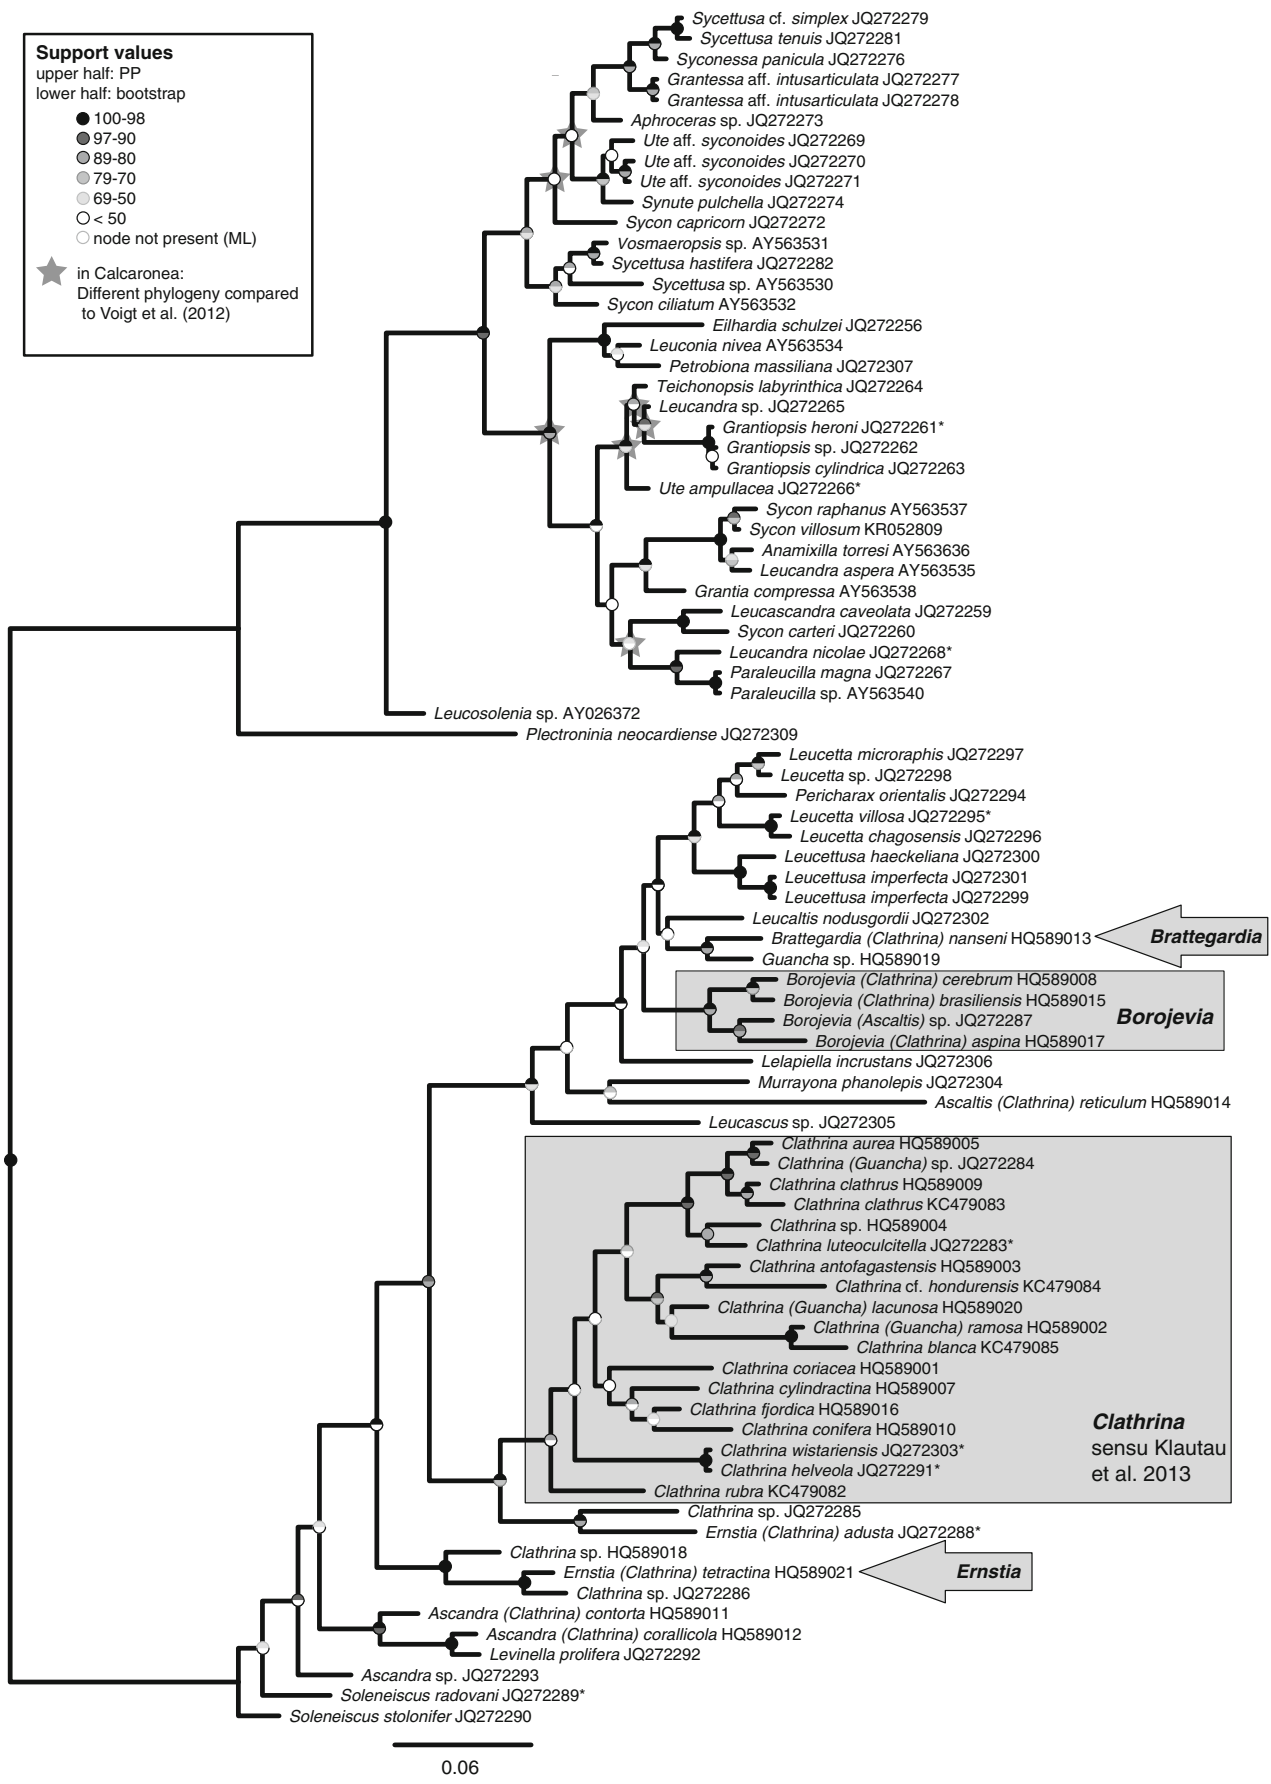 Support values
upper half: PP
lower half: bootstrap
100-98
97-90
89-80
79-70
69-50
< 50
node not present (ML)
in Calcaronea:
Different phylogeny compared
to Voigt et al. (2012)
Sycettusa cf. simplex JQ272279
Sycettusa tenuis JQ272281
Syconessa panicula JQ272276
Grantessa aff. intusarticulata JQ272277
Grantessa aff. intusarticulata JQ272278
Aphroceras sp. JQ272273
Ute aff. syconoides JQ272269
Ute aff. syconoides JQ272270
Ute aff. syconoides JQ272271
Synute pulchella JQ272274
Sycon capricorn JQ272272
Vosmaeropsis sp. AY563531
Sycettusa hastifera JQ272282
Sycettusa sp. AY563530
Sycon ciliatum AY563532
Eilhardia schulzei JQ272256
Leuconia nivea AY563534
Petrobiona massiliana JQ272307
Teichonopsis labyrinthica JQ272264
Leucandra sp. JQ272265
Grantiopsis heroni JQ272261*
Grantiopsis sp. JQ272262
Grantiopsis cylindrica JQ272263
Ute ampullacea JQ272266*
Sycon raphanus AY563537
Sycon villosum KR052809
Anamixilla torresi AY563636
Leucandra aspera AY563535
Grantia compressa AY563538
Leucascandra caveolata JQ272259
Sycon carteri JQ272260
Leucandra nicolae JQ272268*
Paraleucilla magna JQ272267
Paraleucilla sp. AY563540
Leucosolenia sp. AY026372
Plectroninia neocardiense JQ272309
Leucetta microraphis JQ272297
Leucetta sp. JQ272298
Pericharax orientalis JQ272294
Leucetta villosa JQ272295*
Leucetta chagosensis JQ272296
Leucettusa haeckeliana JQ272300
Leucettusa imperfecta JQ272301
Leucettusa imperfecta JQ272299
Leucaltis nodusgordii JQ272302
Brattegardia (Clathrina) nanseni HQ589013
Brattegardia
Guancha sp. HQ589019
Borojevia (Clathrina) cerebrum HQ589008
Borojevia (Clathrina) brasiliensis HQ589015
Borojevia (Ascaltis) sp. JQ272287
Borojevia
Borojevia (Clathrina) aspina HQ589017
Lelapiella incrustans JQ272306
Murrayona phanolepis JQ272304
Ascaltis (Clathrina) reticulum HQ589014
Leucascus sp. JQ272305
Clathrina aurea HQ589005
Clathrina (Guancha) sp. JQ272284
Clathrina clathrus HQ589009
Clathrina clathrus KC479083
Clathrina sp. HQ589004
Clathrina luteoculcitella JQ272283*
Clathrina antofagastensis HQ589003
Clathrina cf. hondurensis KC479084
Clathrina (Guancha) lacunosa HQ589020
Clathrina (Guancha) ramosa HQ589002
Clathrina blanca KC479085
Clathrina coriacea HQ589001
Clathrina cylindractina HQ589007
Clathrina fjordica HQ589016
Clathrina conifera HQ589010
Clathrina wistariensis JQ272303*
Clathrina helveola JQ272291*
Clathrina rubra KC479082
Clathrina
sensu Klautau
et al. 2013
Clathrina sp. JQ272285
Ernstia (Clathrina) adusta JQ272288*
Clathrina sp. HQ589018
Ernstia (Clathrina) tetractina HQ589021
Ernstia
Clathrina sp. JQ272286
Ascandra (Clathrina) contorta HQ589011
Ascandra (Clathrina) corallicola HQ589012
Levinella prolifera JQ272292
Ascandra sp. JQ272293
Soleneiscus radovani JQ272289*
Soleneiscus stolonifer JQ272290
0.06